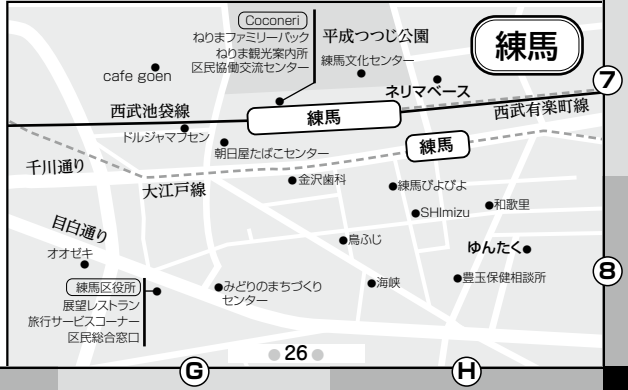 Coconeri
ねりまファミリーパック
ねりま観光案内所
区民協働交流センター
平成つつじ公園
練馬文化センター
練馬
cafe goen
ネリマベース
⑦
西武池袋線
練馬
西武有楽町線
ドルジャマフセン
朝日屋たばこセンター
練馬
千川通り
大江戸線
金沢歯科
練馬ぴよぴよ
SHImizu
和歌里
目白通り
オオゼキ
鳥ふじ
ゆんたく
⑧
練馬区役所
展望レストラン
旅行サービスコーナー
区民総合窓口
みどりのまちづくり
センター
海峡
豊玉保健相談所
26
Ⓖ
Ⓗ